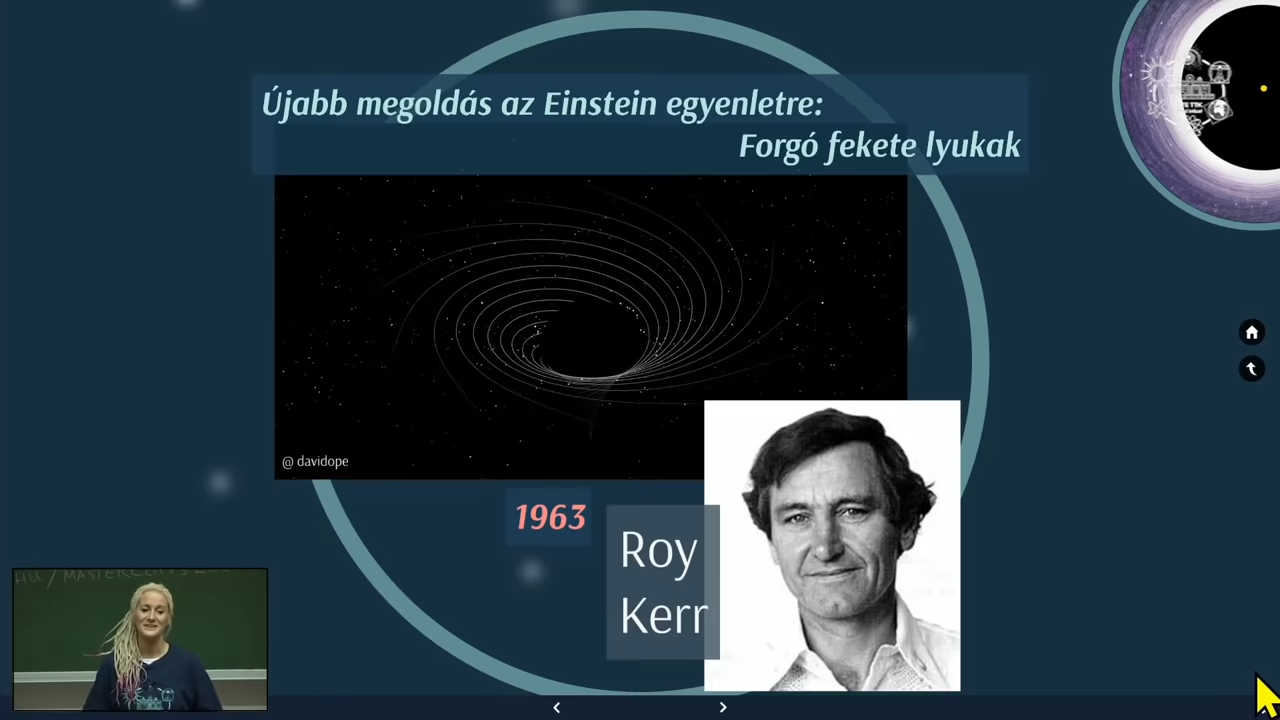 Újabb megoldás az Einstein egyenletre:
Forgó fekete lyukak
@ davidope
1963
Roy
Kerr